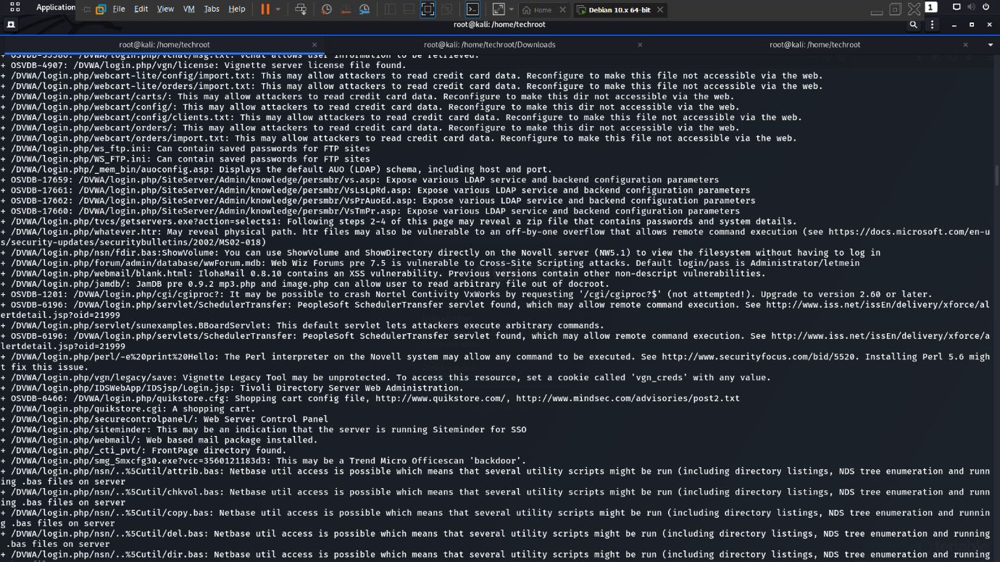 Application
File Edit View VM Tabs Help
Home
Debian 10.x 64-bit
1
root@kali: /home/techroot
root@kali: /home/techroot
root@kali: /home/techroot/Downloads
root@kali: /home/techroot
+ OSVDB-53386: /DVWA/login.php/vchat/msg.txt: VChat allows user information to be retrieved.
+ OSVDB-4907: /DVWA/login.php/vgn/license: Vignette server license file found.
+ /DVWA/login.php/webcart-lite/config/import.txt: This may allow attackers to read credit card data. Reconfigure to make this file not accessible via the web.
+ /DVWA/login.php/webcart-lite/orders/import.txt: This may allow attackers to read credit card data. Reconfigure to make this file not accessible via the web.
+ /DVWA/login.php/webcart/carts/: This may allow attackers to read credit card data. Reconfigure to make this dir not accessible via the web.
+ /DVWA/login.php/webcart/config/: This may allow attackers to read credit card data. Reconfigure to make this dir not accessible via the web.
+ /DVWA/login.php/webcart/config/clients.txt: This may allow attackers to read credit card data. Reconfigure to make this file not accessible via the web.
+ /DVWA/login.php/webcart/orders/: This may allow attackers to read credit card data. Reconfigure to make this dir not accessible via the web.
+ /DVWA/login.php/webcart/orders/import.txt: This may allow attackers to read credit card data. Reconfigure to make this file not accessible via the web.
+ /DVWA/login.php/ws_ftp.ini: Can contain saved passwords for FTP sites
+ /DVWA/login.php/WS_FTP.ini: Can contain saved passwords for FTP sites
+ /DVWA/login.php/_mem_bin/auoconfig.asp: Displays the default AUO (LDAP) schema, including host and port.
+ OSVDB-17659: /DVWA/login.php/SiteServer/Admin/knowledge/persmbr/vs.asp: Expose various LDAP service and backend configuration parameters
+ OSVDB-17661: /DVWA/login.php/SiteServer/Admin/knowledge/persmbr/VsLsLpRd.asp: Expose various LDAP service and backend configuration parameters
+ OSVDB-17662: /DVWA/login.php/SiteServer/Admin/knowledge/persmbr/VsPrAuoEd.asp: Expose various LDAP service and backend configuration parameters
+ OSVDB-17660: /DVWA/login.php/SiteServer/Admin/knowledge/persmbr/VsTmPr.asp: Expose various LDAP service and backend configuration parameters
+ /DVWA/login.php/tvcs/getservers.exe?action=selects1: Following steps 2-4 of this page may reveal a zip file that contains passwords and system details.
+ /DVWA/login.php/whatever.htr: May reveal physical path. htr files may also be vulnerable to an off-by-one overflow that allows remote command execution (see https://docs.microsoft.com/en-u
s/security-updates/securitybulletins/2002/MS02-018)
+ /DVWA/login.php/nsn/fdir.bas:ShowVolume: You can use ShowVolume and ShowDirectory directly on the Novell server (NW5.1) to view the filesystem without having to log in
+ /DVWA/login.php/forum/admin/database/wwForum.mdb: Web Wiz Forums pre 7.5 is vulnerable to Cross-Site Scripting attacks. Default login/pass is Administrator/letmein
+ /DVWA/login.php/webmail/blank.html: IlohaMail 0.8.10 contains an XSS vulnerability. Previous versions contain other non-descript vulnerabilities.
+ /DVWA/login.php/jamdb/: JamDB pre 0.9.2 mp3.php and image.php can allow user to read arbitrary file out of docroot.
+ OSVDB-1201: /DVWA/login.php/cgi/cgiproc?: It may be possible to crash Nortel Contivity VxWorks by requesting '/cgi/cgiproc?$' (not attempted!). Upgrade to version 2.60 or later.
+ OSVDB-6196: /DVWA/login.php/servlet/SchedulerTransfer: PeopleSoft SchedulerTransfer servlet found, which may allow remote command execution. See http://www.iss.net/issEn/delivery/xforce/al
ertdetail.jsp?oid=21999
+ /DVWA/login.php/servlet/sunexamples.BBoardServlet: This default servlet lets attackers execute arbitrary commands.
+ OSVDB-6196: /DVWA/login.php/servlets/SchedulerTransfer: PeopleSoft SchedulerTransfer servlet found, which may allow remote command execution. See http://www.iss.net/issEn/delivery/xforce/a
lertdetail.jsp?oid=21999
+ /DVWA/login.php/perl/-e%20print%20Hello: The Perl interpreter on the Novell system may allow any command to be executed. See http://www.securityfocus.com/bid/5520. Installing Perl 5.6 migh
t fix this issue.
+ /DVWA/login.php/vgn/legacy/save: Vignette Legacy Tool may be unprotected. To access this resource, set a cookie called 'vgn_creds' with any value.
+ /DVWA/login.php/IDSWebApp/IDSjsp/Login.jsp: Tivoli Directory Server Web Administration.
+ OSVDB-6466: /DVWA/login.php/quikstore.cfg: Shopping cart config file, http://www.quikstore.com/, http://www.mindsec.com/advisories/post2.txt
+ /DVWA/login.php/quikstore.cgi: A shopping cart.
+ /DVWA/login.php/securecontrolpanel/: Web Server Control Panel
+ /DVWA/login.php/siteminder: This may be an indication that the server is running Siteminder for SSO
+ /DVWA/login.php/webmail/: Web based mail package installed.
+ /DVWA/login.php/_cti_pvt/: FrontPage directory found.
+ /DVWA/login.php/smg_Smxcfg30.exe?vcc=3560121183d3: This may be a Trend Micro Officescan 'backdoor'.
+ /DVWA/login.php/nsn/..%5Cutil/attrib.bas: Netbase util access is possible which means that several utility scripts might be run (including directory listings, NDS tree enumeration and runn
ing .bas files on server
+ /DVWA/login.php/nsn/..%5Cutil/chkvol.bas: Netbase util access is possible which means that several utility scripts might be run (including directory listings, NDS tree enumeration and runn
ing .bas files on server
+ /DVWA/login.php/nsn/..%5Cutil/copy.bas: Netbase util access is possible which means that several utility scripts might be run (including directory listings, NDS tree enumeration and runnin
g .bas files on server
+ /DVWA/login.php/nsn/..%5Cutil/del.bas: Netbase util access is possible which means that several utility scripts might be run (including directory listings, NDS tree enumeration and running
 .bas files on server
+ /DVWA/login.php/nsn/..%5Cutil/dir.bas: Netbase util access is possible which means that several utility scripts might be run (including directory listings, NDS tree enumeration and running